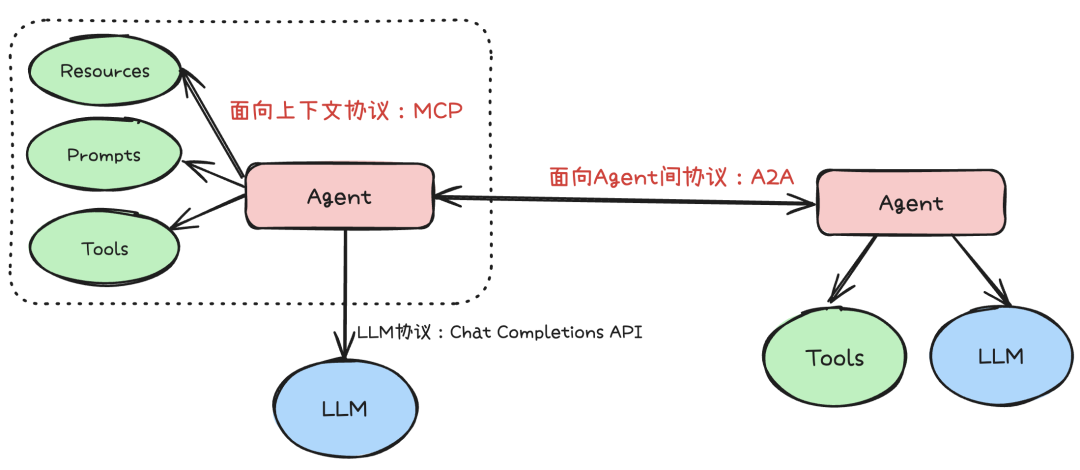 Resources
面向上下文协议：MCP
Prompts
Agent
面向Agent间协议：A2A
Agent
Tools
LLM协议：Chat Completions API
LLM
Tools
LLM